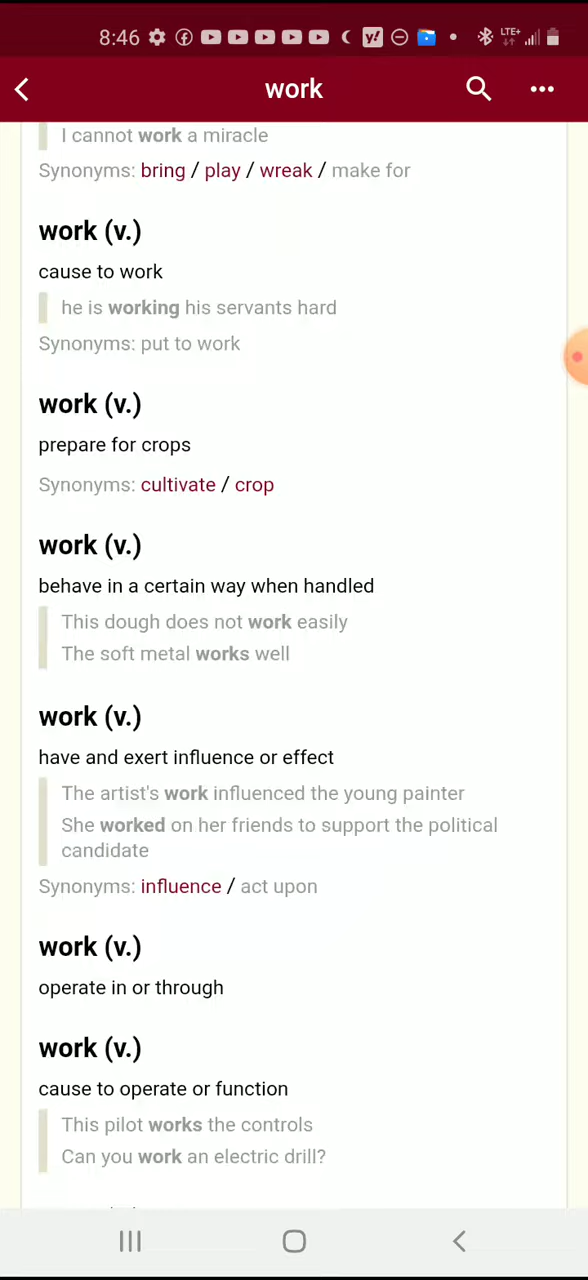 8:46 y! LTE+
work
I cannot work a miracle
Synonyms: bring / play / wreak / make for
work (v.)
cause to work
he is working his servants hard
Synonyms: put to work
work (v.)
prepare for crops
Synonyms: cultivate / crop
work (v.)
behave in a certain way when handled
This dough does not work easily
The soft metal works well
work (v.)
have and exert influence or effect
The artist's work influenced the young painter
She worked on her friends to support the political
candidate
Synonyms: influence / act upon
work (v.)
operate in or through
work (v.)
cause to operate or function
This pilot works the controls
Can you work an electric drill?